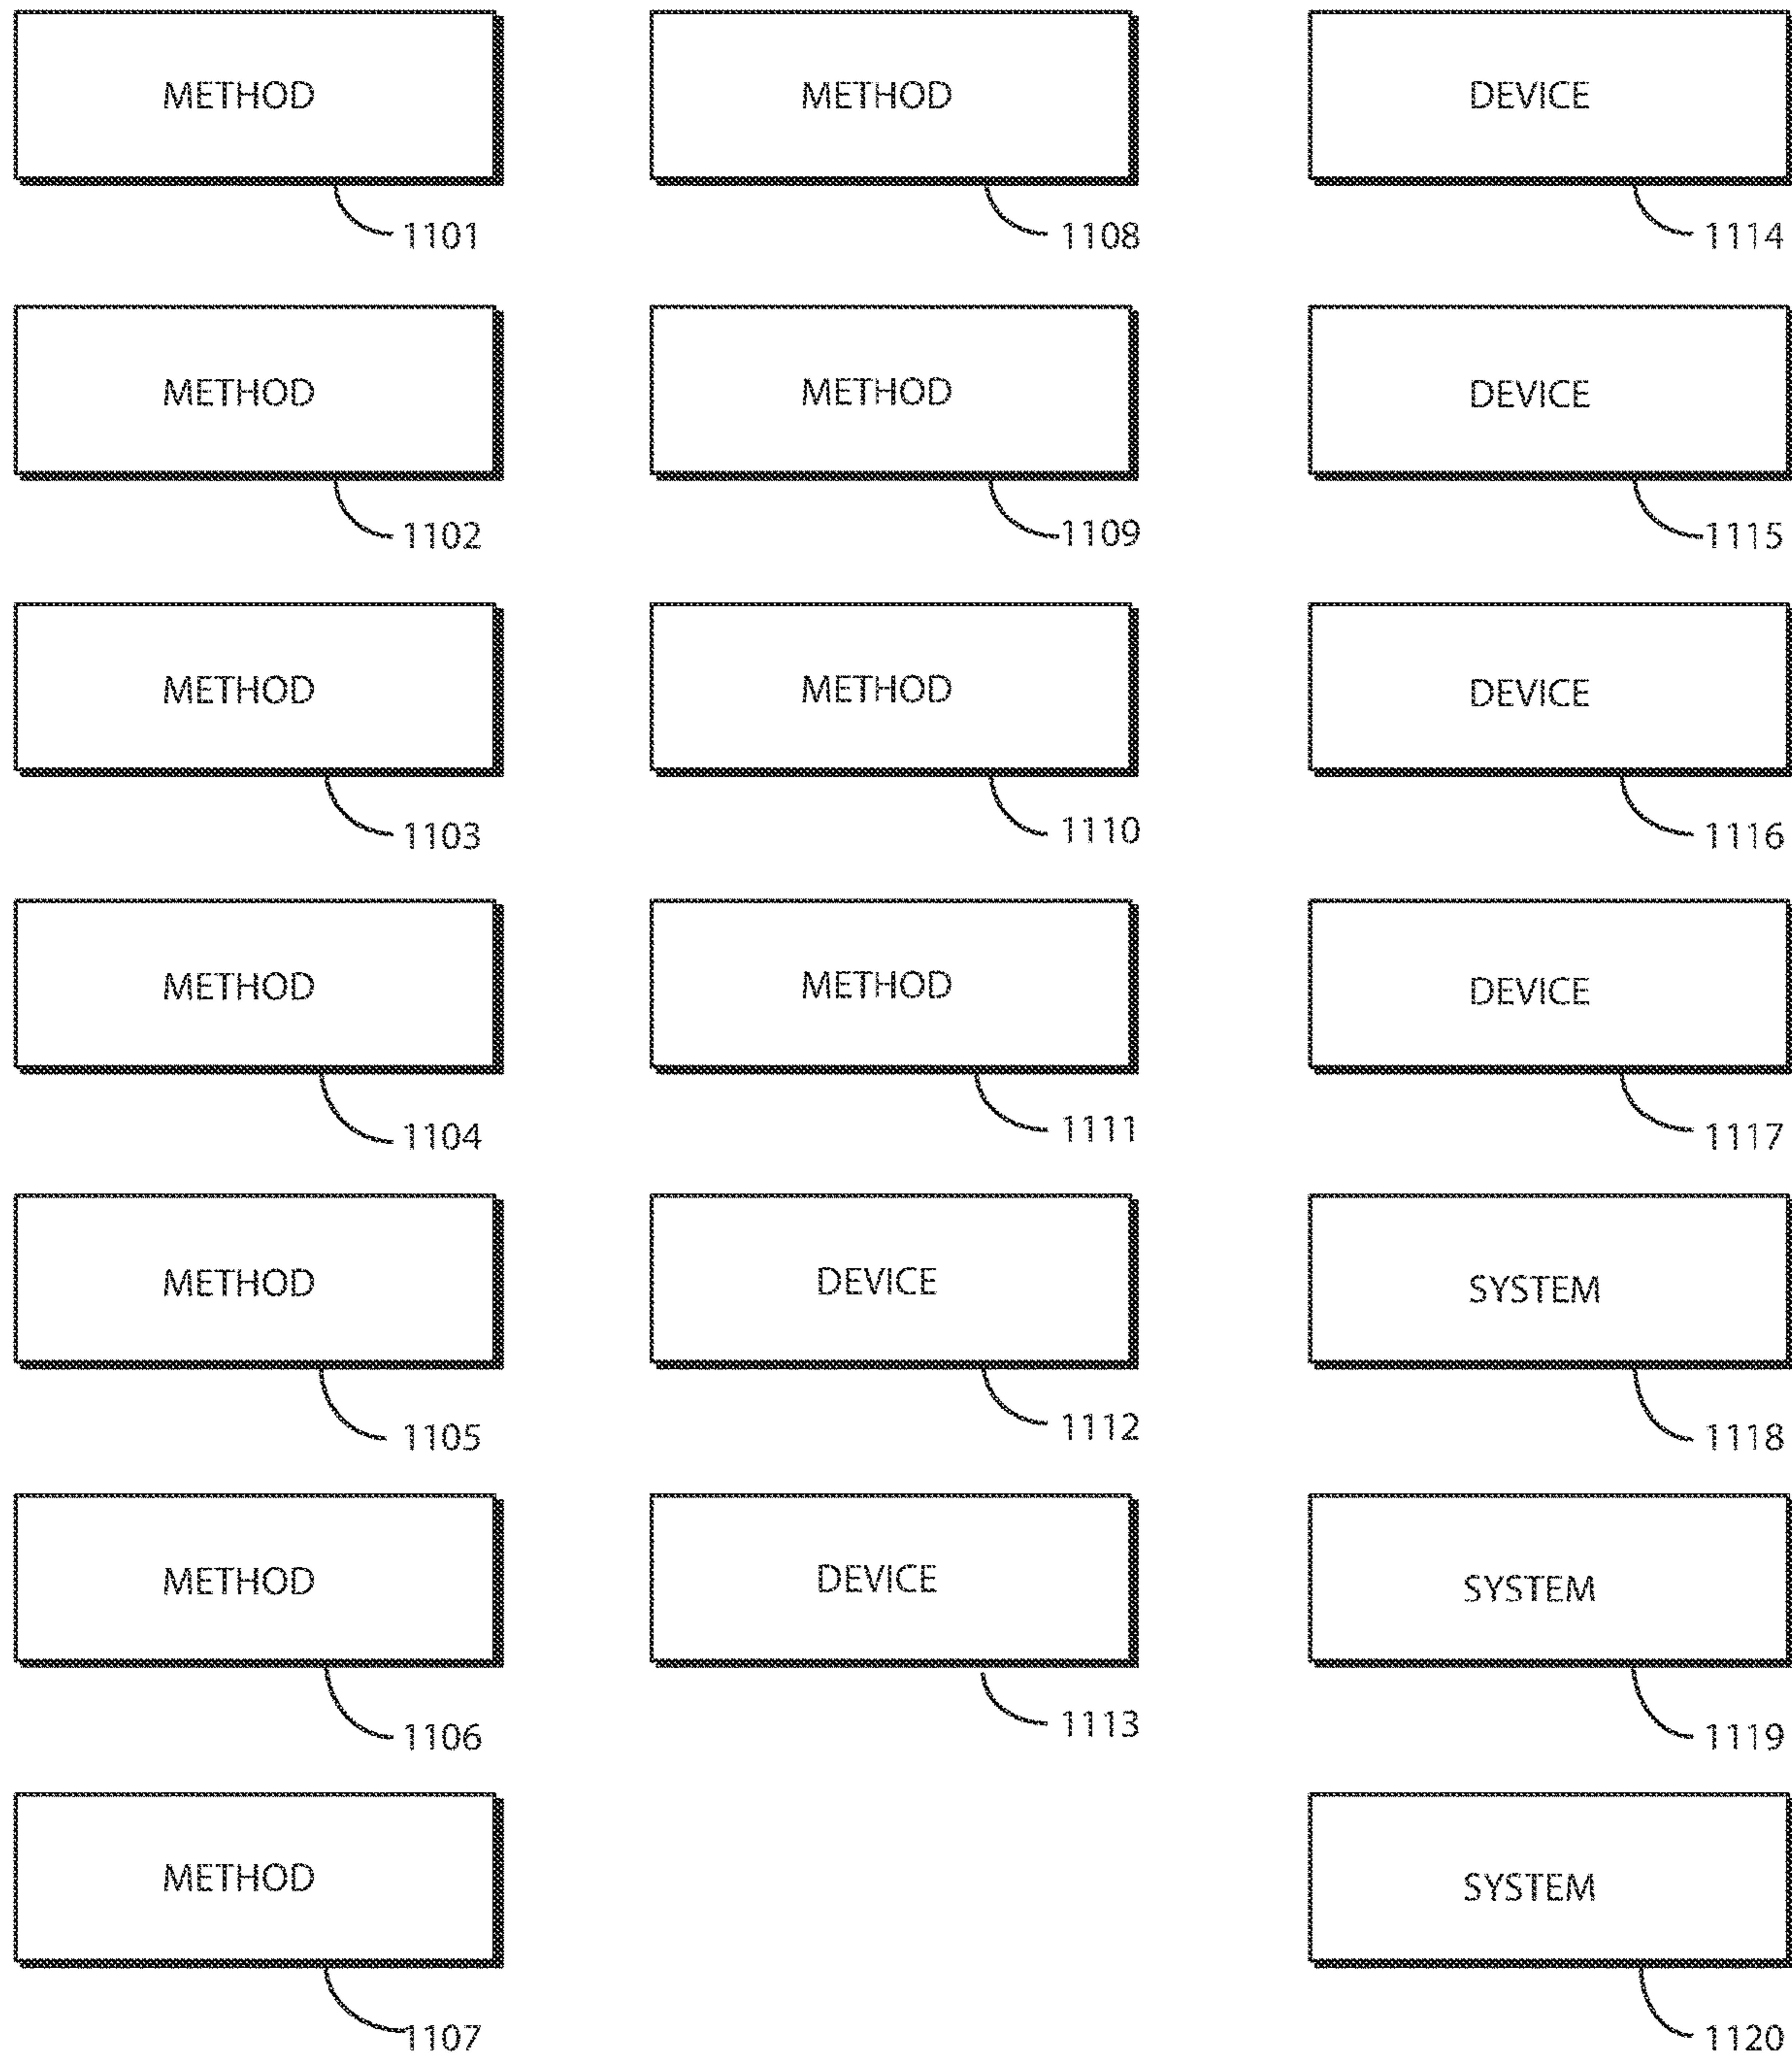 METHOD
1101
METHOD
1102
METHOD
1103
METHOD
1104
METHOD
1105
METHOD
1106
METHOD
1107
METHOD
1108
METHOD
1109
METHOD
1110
METHOD
1111
DEVICE
1112
DEVICE
1113
DEVICE
1114
DEVICE
1115
DEVICE
1116
DEVICE
1117
SYSTEM
1118
SYSTEM
1119
SYSTEM
1120